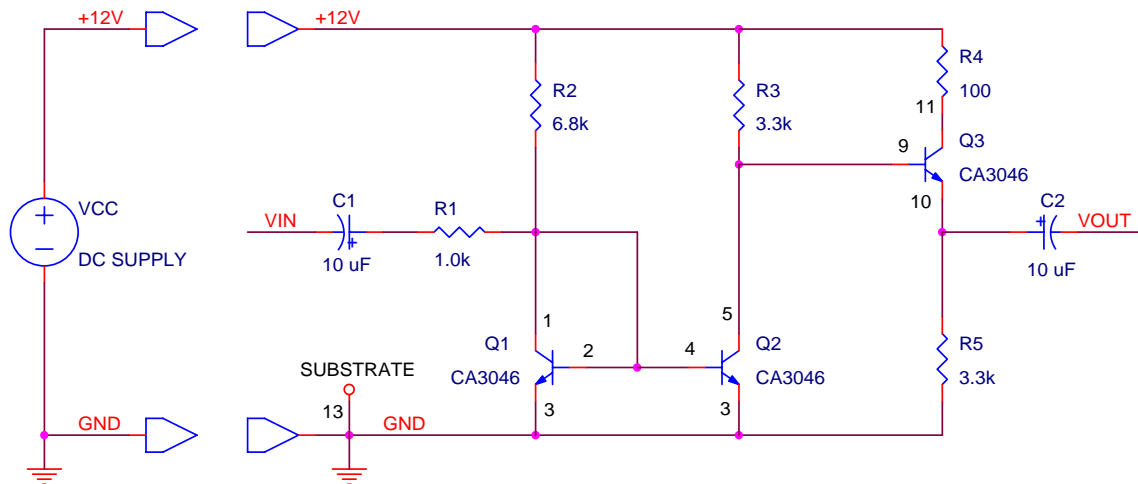 +12V
+12V
R2
6.8k
R3
3.3k
R4
100
11
9
Q3
CA3046
10
VCC
+
−
DC SUPPLY
VIN
C1
+
10 uF
R1
1.0k
+
C2
10 uF
VOUT
1
Q1
CA3046
2
3
4
5
Q2
CA3046
3
R5
3.3k
SUBSTRATE
13
GND
GND